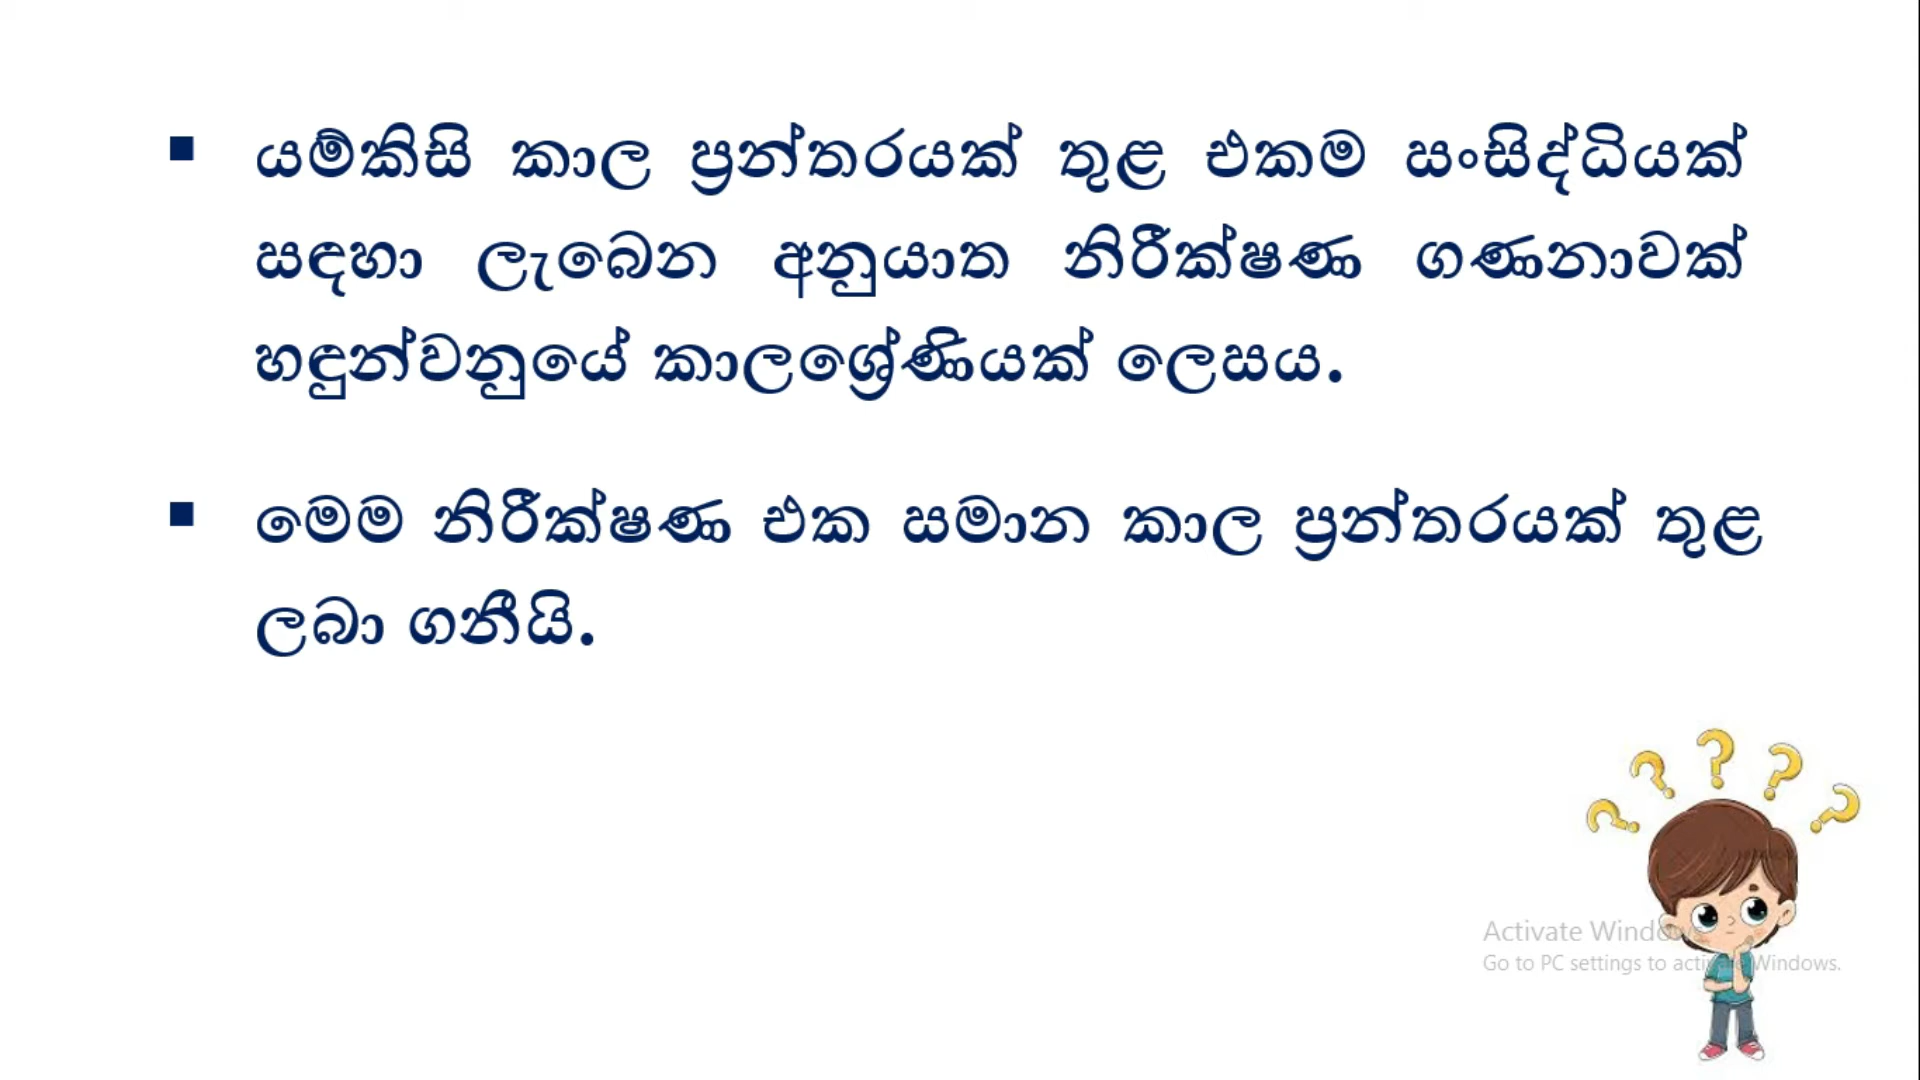 ▪ යම්කිසි කාල ප්‍රන්තරයක් තුළ එකම සංසිද්ධියක්
සඳහා ලැබෙන අනුයාත නිරීක්ෂණ ගණනාවක්
හඳුන්වනුයේ කාලශ්‍රේණියක් ලෙසය.
▪ මෙම නිරීක්ෂණ එක සමාන කාල ප්‍රන්තරයක් තුළ
ලබා ගනීයි.
Activate Windows
Go to PC settings to activate Windows.